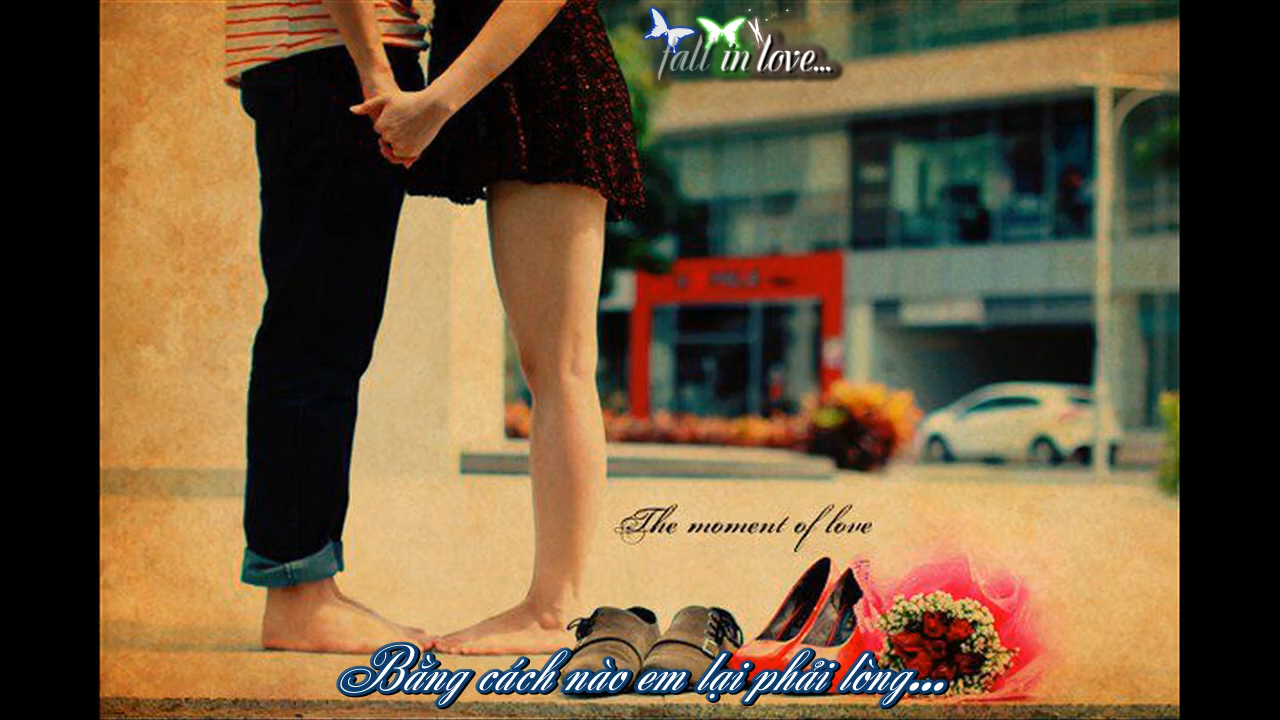 fall in love...
The moment of love
Bằng cách nào em lại phải lòng...